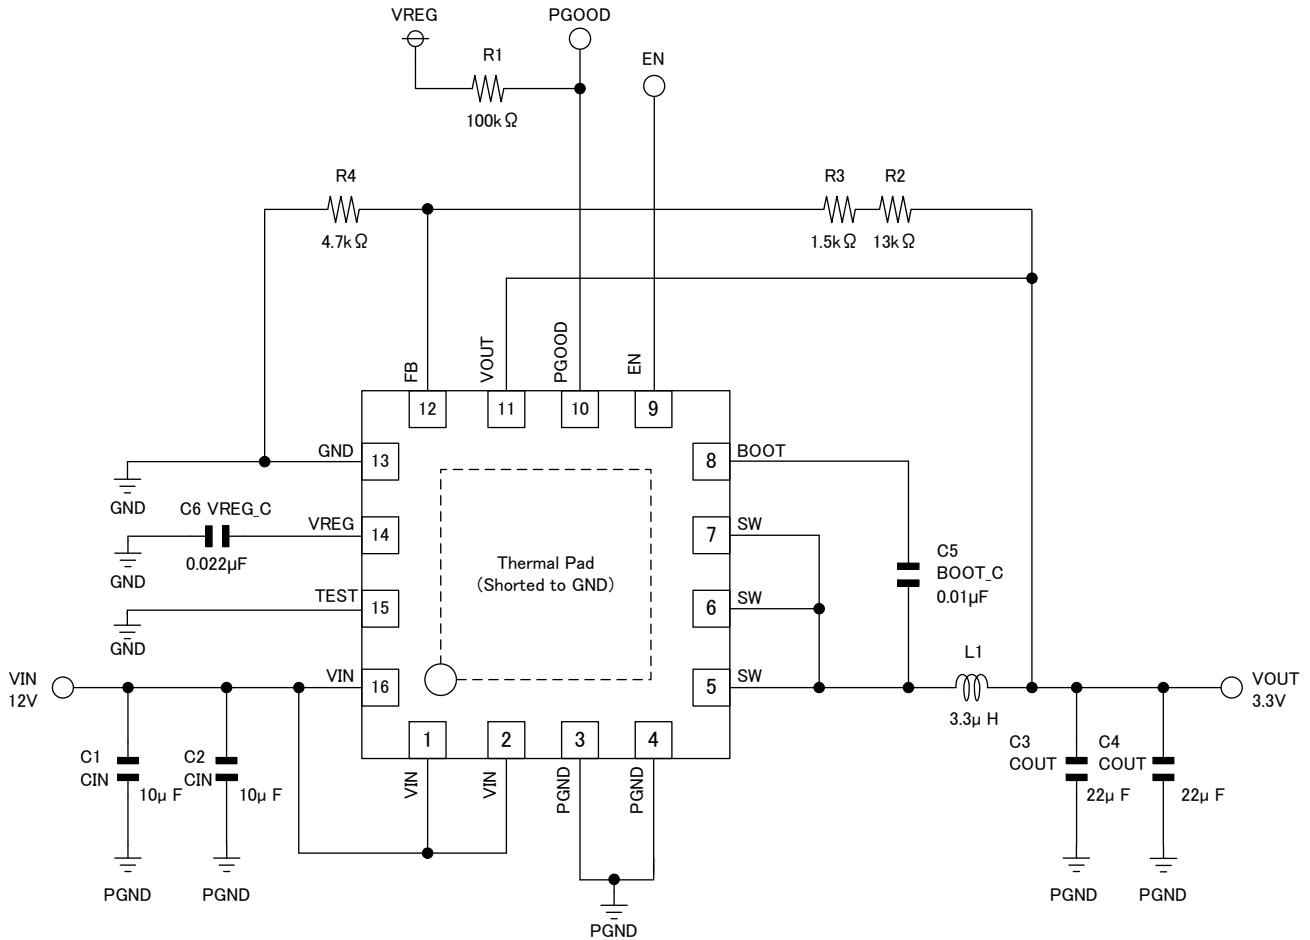 VREG
PGOOD
EN
R1
100kΩ
R4
4.7kΩ
R3
1.5kΩ
R2
13kΩ
FB
VOUT
PGOOD
EN
12
11
10
9
GND
13
8
BOOT
GND
C6 VREG_C
0.022µF
VREG
14
7
SW
GND
Thermal Pad
(Shorted to GND)
C5
BOOT_C
0.01µF
TEST
15
6
SW
GND
VIN
12V
VIN
16
5
SW
L1
3.3µ H
VOUT
3.3V
1
2
3
4
VIN
VIN
PGND
PGND
C1
CIN
10µ F
C2
CIN
10µ F
C3
COUT
22µ F
C4
COUT
22µ F
PGND
PGND
PGND
PGND
PGND